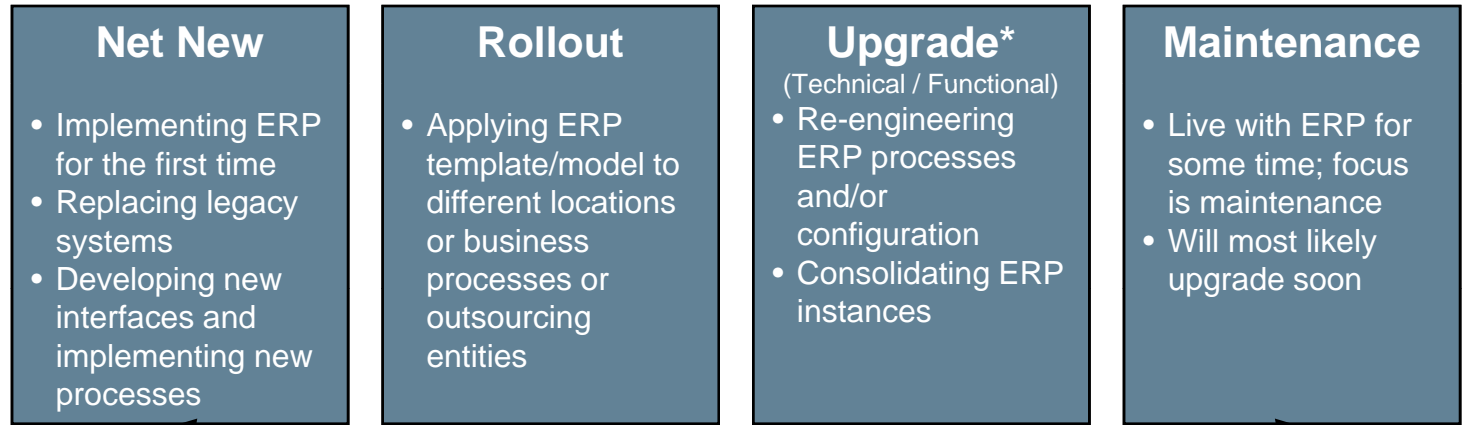 Net New
• Implementing ERP
for the first time
• Replacing legacy
systems
• Developing new
interfaces and
implementing new
processes
Rollout
• Applying ERP
template/model to
different locations
or business
processes or
outsourcing
entities
Upgrade*
(Technical / Functional)
• Re-engineering
ERP processes
and/or
configuration
• Consolidating ERP
instances
Maintenance
• Live with ERP for
some time; focus
is maintenance
• Will most likely
upgrade soon